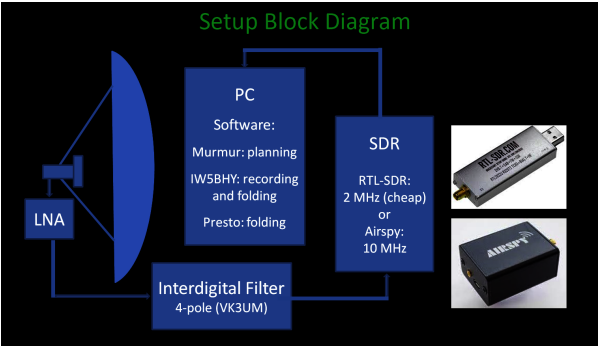 Setup Block Diagram
PC
Software:
Murmur: planning
IW5BHY: recording
and folding
Presto: folding
SDR
RTL-SDR:
2 MHz (cheap)
or
Airspy:
10 MHz
LNA
Interdigital Filter
4-pole (VK3UM)
RTL-SDR.COM
AIRSPY